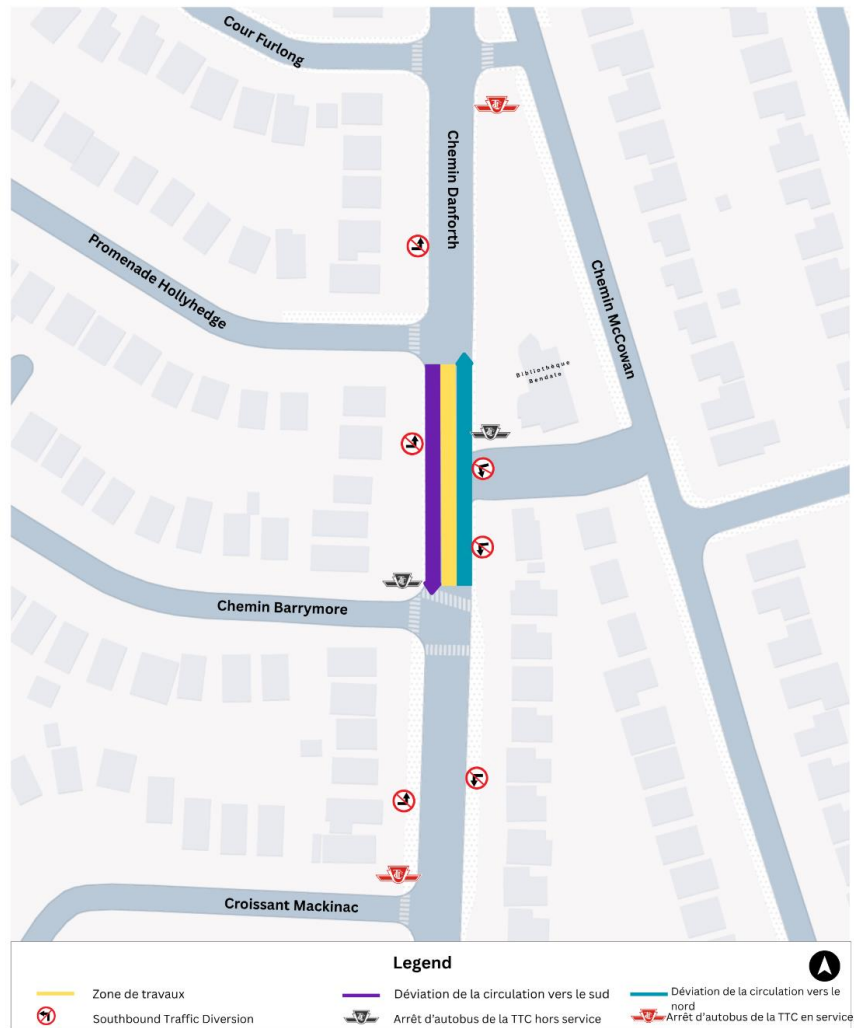 Cour Furlong
Chemin Danforth
Promenade Hollyhedge
Chemin McCowan
Bibliothèque
Bendale
Chemin Barrymore
Croissant Mackinac
Legend
Zone de travaux
Déviation de la circulation vers le sud
Déviation de la circulation vers le
nord
Southbound Traffic Diversion
Arrêt d'autobus de la TTC hors service
Arrêt d'autobus de la TTC en service